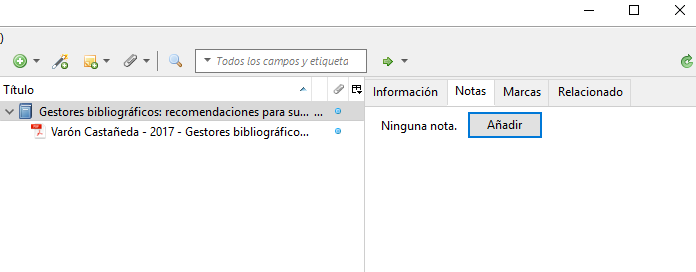 )
Todos los campos y etiqueta
Título
Información
Notas
Marcas
Relacionado
Gestores bibliográficos: recomendaciones para su... ...
Varón Castañeda - 2017 - Gestores bibliográfico...
Ninguna nota.
Añadir